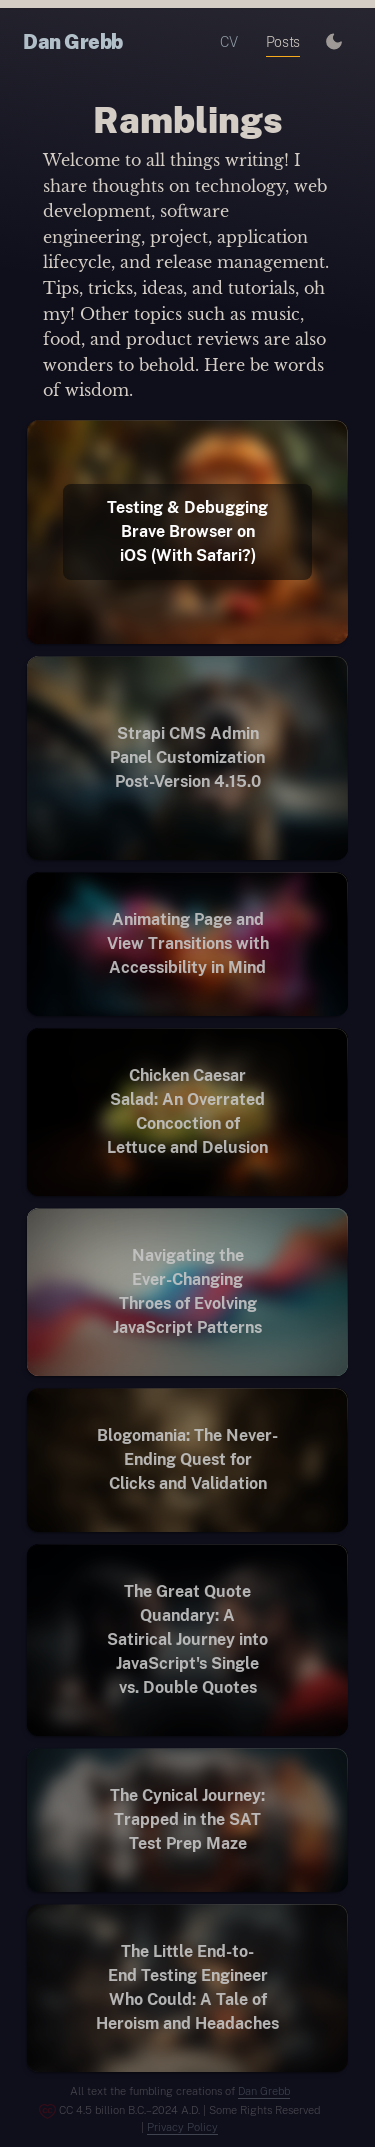 Dan Grebb
CV
Posts
Ramblings
Welcome to all things writing! I
share thoughts on technology, web
development, software
engineering, project, application
lifecycle, and release management.
Tips, tricks, ideas, and tutorials, oh
my! Other topics such as music,
food, and product reviews are also
wonders to behold. Here be words
of wisdom.
Testing & Debugging
Brave Browser on
iOS (With Safari?)
Strapi CMS Admin
Panel Customization
Post-Version 4.15.0
Animating Page and
View Transitions with
Accessibility in Mind
Chicken Caesar
Salad: An Overrated
Concoction of
Lettuce and Delusion
Navigating the
Ever-Changing
Throes of Evolving
JavaScript Patterns
Blogomania: The Never-
Ending Quest for
Clicks and Validation
The Great Quote
Quandary: A
Satirical Journey into
JavaScript's Single
vs. Double Quotes
The Cynical Journey:
Trapped in the SAT
Test Prep Maze
The Little End-to-
End Testing Engineer
Who Could: A Tale of
Heroism and Headaches
All text the fumbling creations of Dan Grebb
CC 4.5 billion B.C.–2024 A.D. | Some Rights Reserved
| Privacy Policy